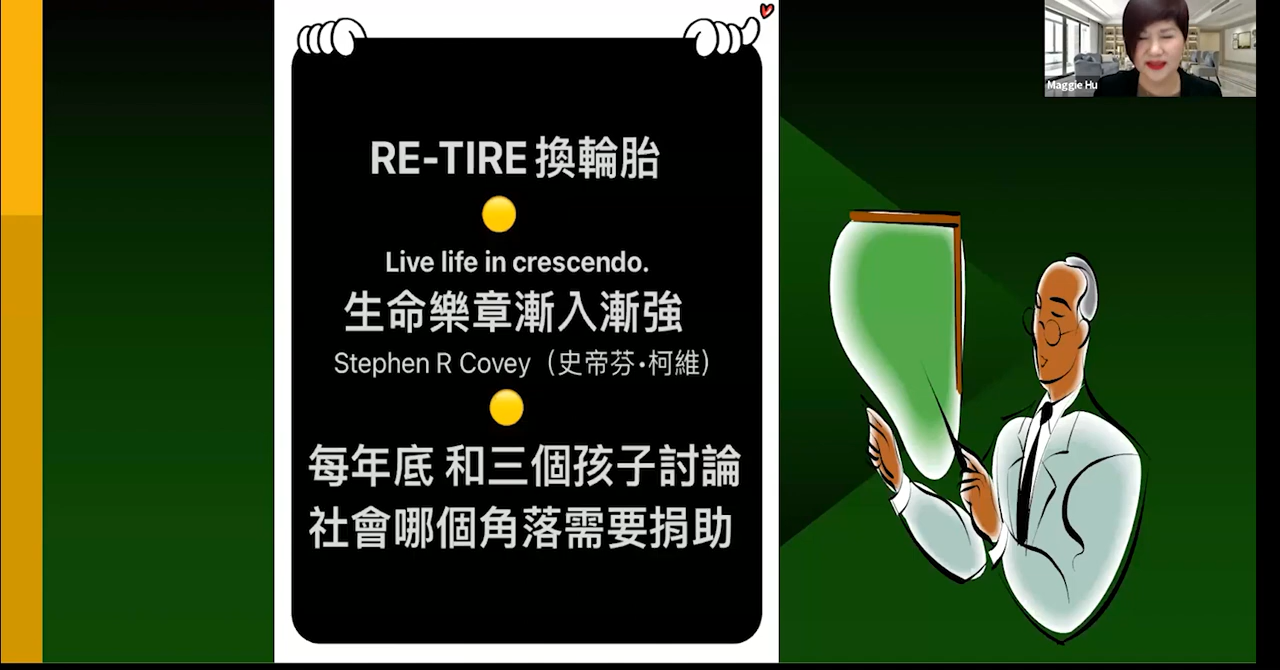 Maggie Hu
RE-TIRE 換輪胎
Live life in crescendo.
生命樂章漸入漸強
Stephen R Covey（史帝芬•柯維）
每年底 和三個孩子討論
社會哪個角落需要捐助